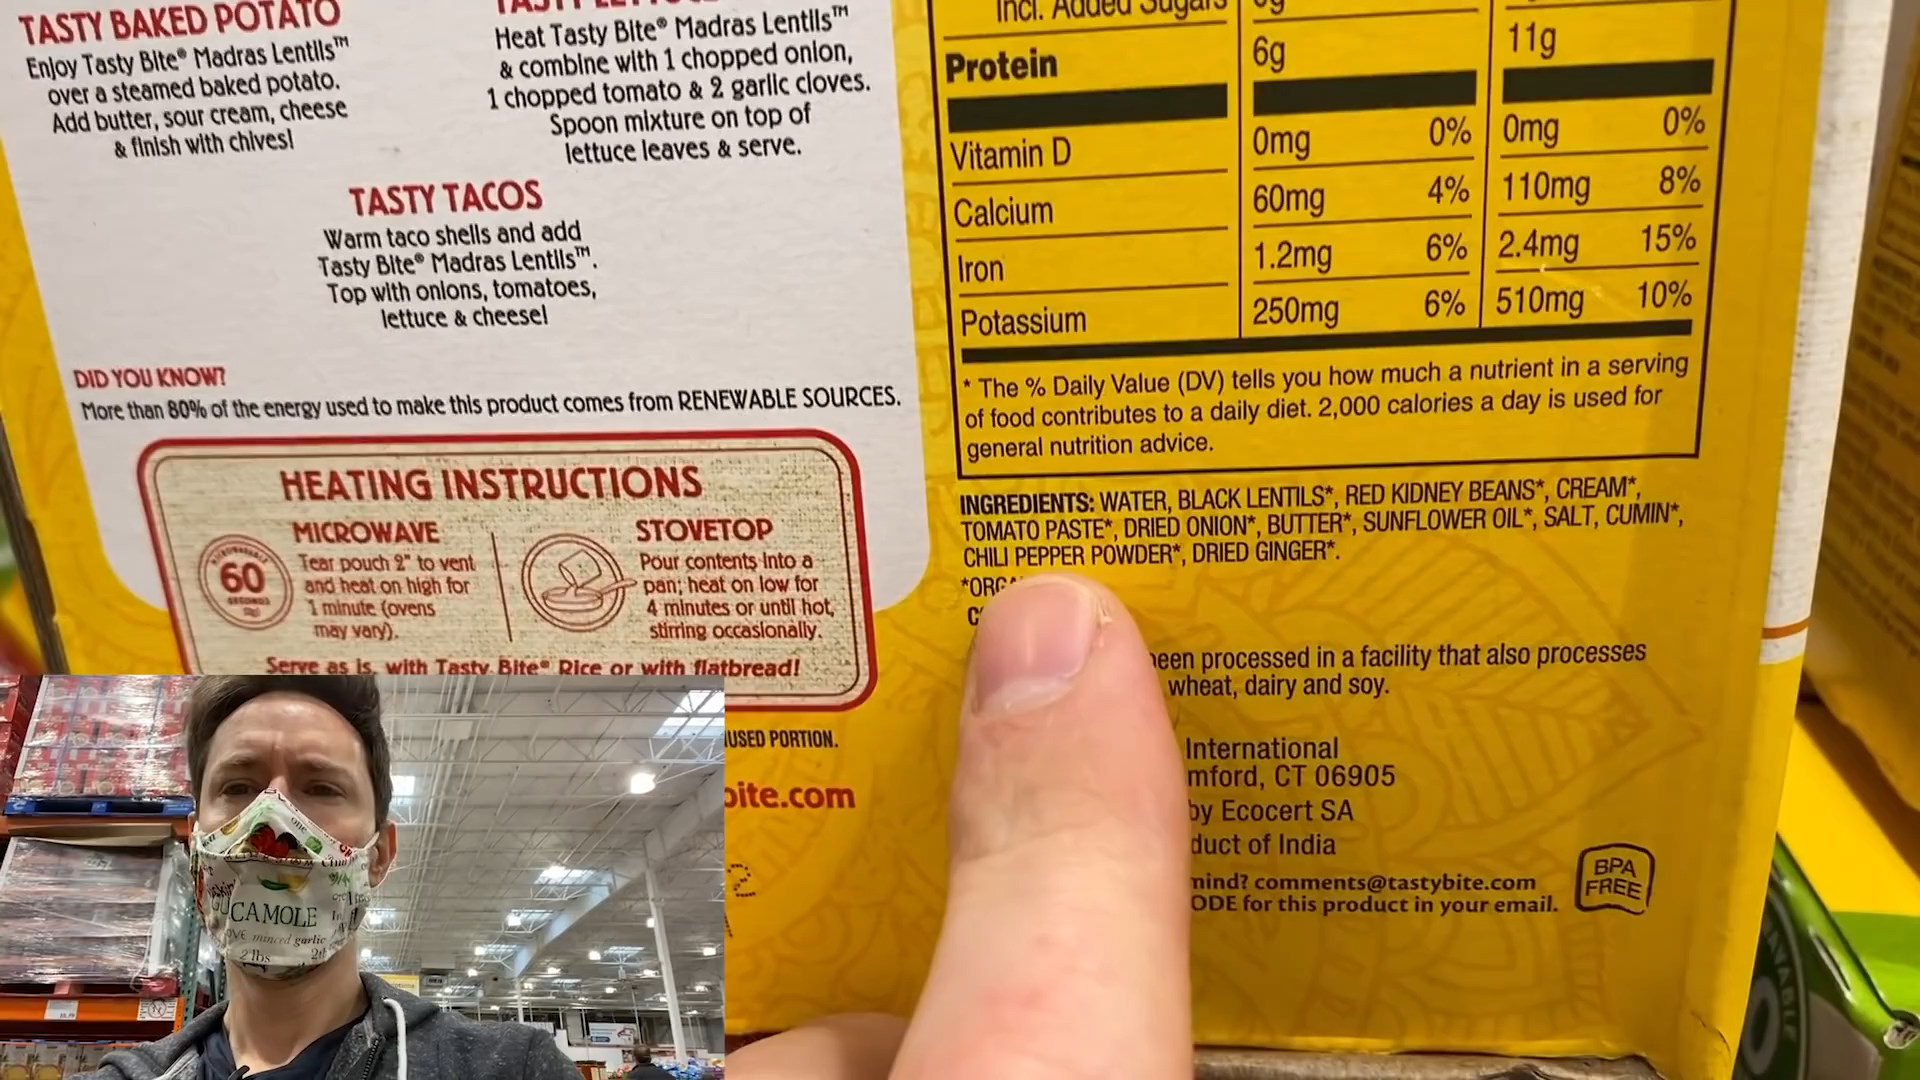 TASTY BAKED POTATO
Enjoy Tasty Bite® Madras Lentils™
over a steamed baked potato.
Add butter, sour cream, cheese
& finish with chives!
Heat Tasty Bite® Madras Lentils™
& combine with 1 chopped onion,
1 chopped tomato & 2 garlic cloves.
Spoon mixture on top of
lettuce leaves & serve.
TASTY TACOS
Warm taco shells and add
Tasty Bite® Madras Lentils™.
Top with onions, tomatoes,
lettuce & cheese!
DID YOU KNOW?
More than 80% of the energy used to make this product comes from RENEWABLE SOURCES.
HEATING INSTRUCTIONS
MICROWAVE
60
SECONDS
Tear pouch 2" to vent
and heat on high for
1 minute (ovens
may vary).
STOVETOP
Pour contents into a
pan; heat on low for
4 minutes or until hot,
stirring occasionally.
Serve as is, with Tasty Bite® Rice or with flatbread!
USED PORTION.
bite.com
Incl. Added Sugars 0g
Protein 6g 11g
Vitamin D 0mg 0% 0mg 0%
Calcium 60mg 4% 110mg 8%
Iron 1.2mg 6% 2.4mg 15%
Potassium 250mg 6% 510mg 10%
* The % Daily Value (DV) tells you how much a nutrient in a serving
of food contributes to a daily diet. 2,000 calories a day is used for
general nutrition advice.
INGREDIENTS: WATER, BLACK LENTILS*, RED KIDNEY BEANS*, CREAM*,
TOMATO PASTE*, DRIED ONION*, BUTTER*, SUNFLOWER OIL*, SALT, CUMIN*,
CHILI PEPPER POWDER*, DRIED GINGER*.
*ORGA
been processed in a facility that also processes
wheat, dairy and soy.
International
mford, CT 06905
by Ecocert SA
duct of India
mind? comments@tastybite.com
ODE for this product in your email.
BPA
FREE
CAMOLE
minced garlic
2 lbs